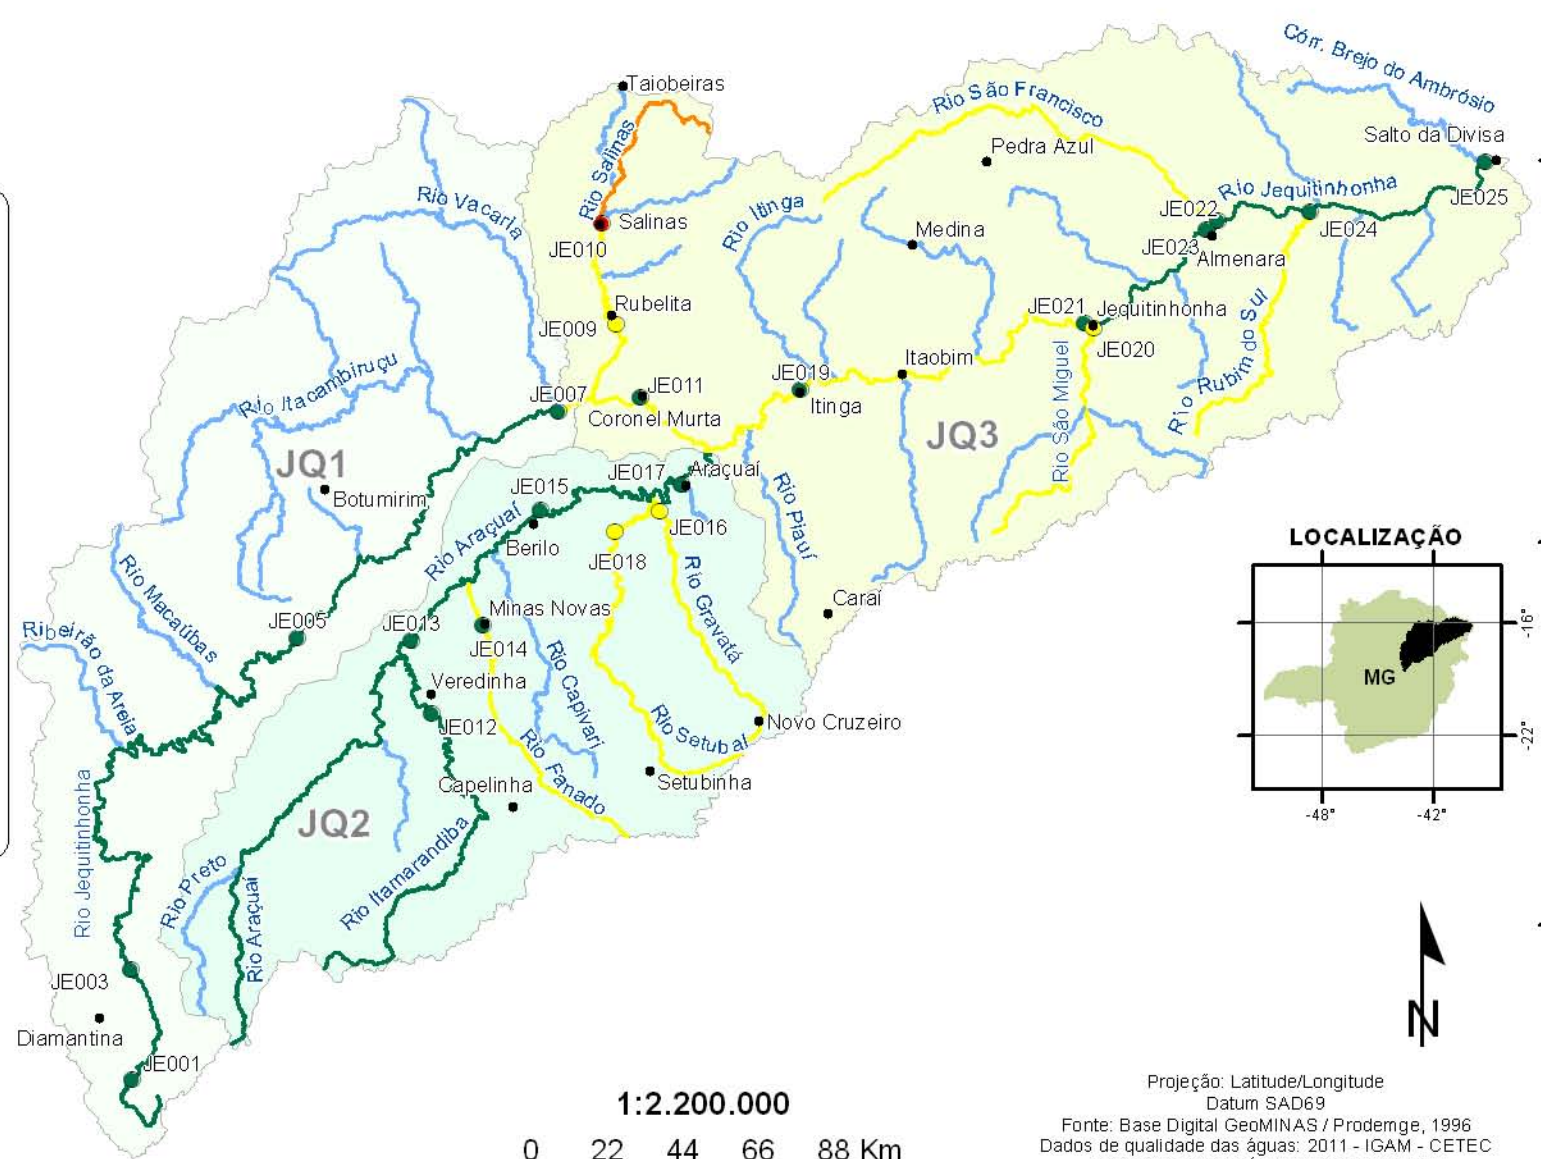 Córr. Brejo do Ambrósio
Taiobeiras
Rio São Francisco
Salto da Divisa
Pedra Azul
Rio Salinas
Rio Jequitinhonha
JE025
Rio Vacaria
Rio Itinga
JE022
Salinas
Medina
JE024
JE010
JE023
Almenara
Rubelita
JE009
JE021
Jequitinhonha
JE020
Rio Rubim do Sul
Itaobim
Rio Itacambiruçu
JE019
JE007
JE011
Itinga
Coronel Murta
Rio São Miguel
JQ3
JQ1
JE017
Araçuaí
Botumirim
JE015
Rio Piauí
JE016
Rio Araçuaí
Berilo
JE018
LOCALIZAÇÃO
Rio Macaúbas
Rio Gravatá
Caraí
Minas Novas
-16°
Ribeirão da Areia
JE005
JE013
JE014
MG
Rio Capivari
Veredinha
JE012
Rio Setubal
Novo Cruzeiro
-22°
Rio Fanado
Setubinha
Capelinha
Rio Jequitinhonha
JQ2
-48°
-42°
Rio Itamarandiba
Rio Preto
Rio Araçuaí
JE003
Diamantina
N
JE001
1:2.200.000
0 22 44 66 88 Km
Projeção: Latitude/Longitude
Datum SAD69
Fonte: Base Digital GeoMINAS / Prodemge, 1996
Dados de qualidade das águas: 2011 - IGAM - CETEC